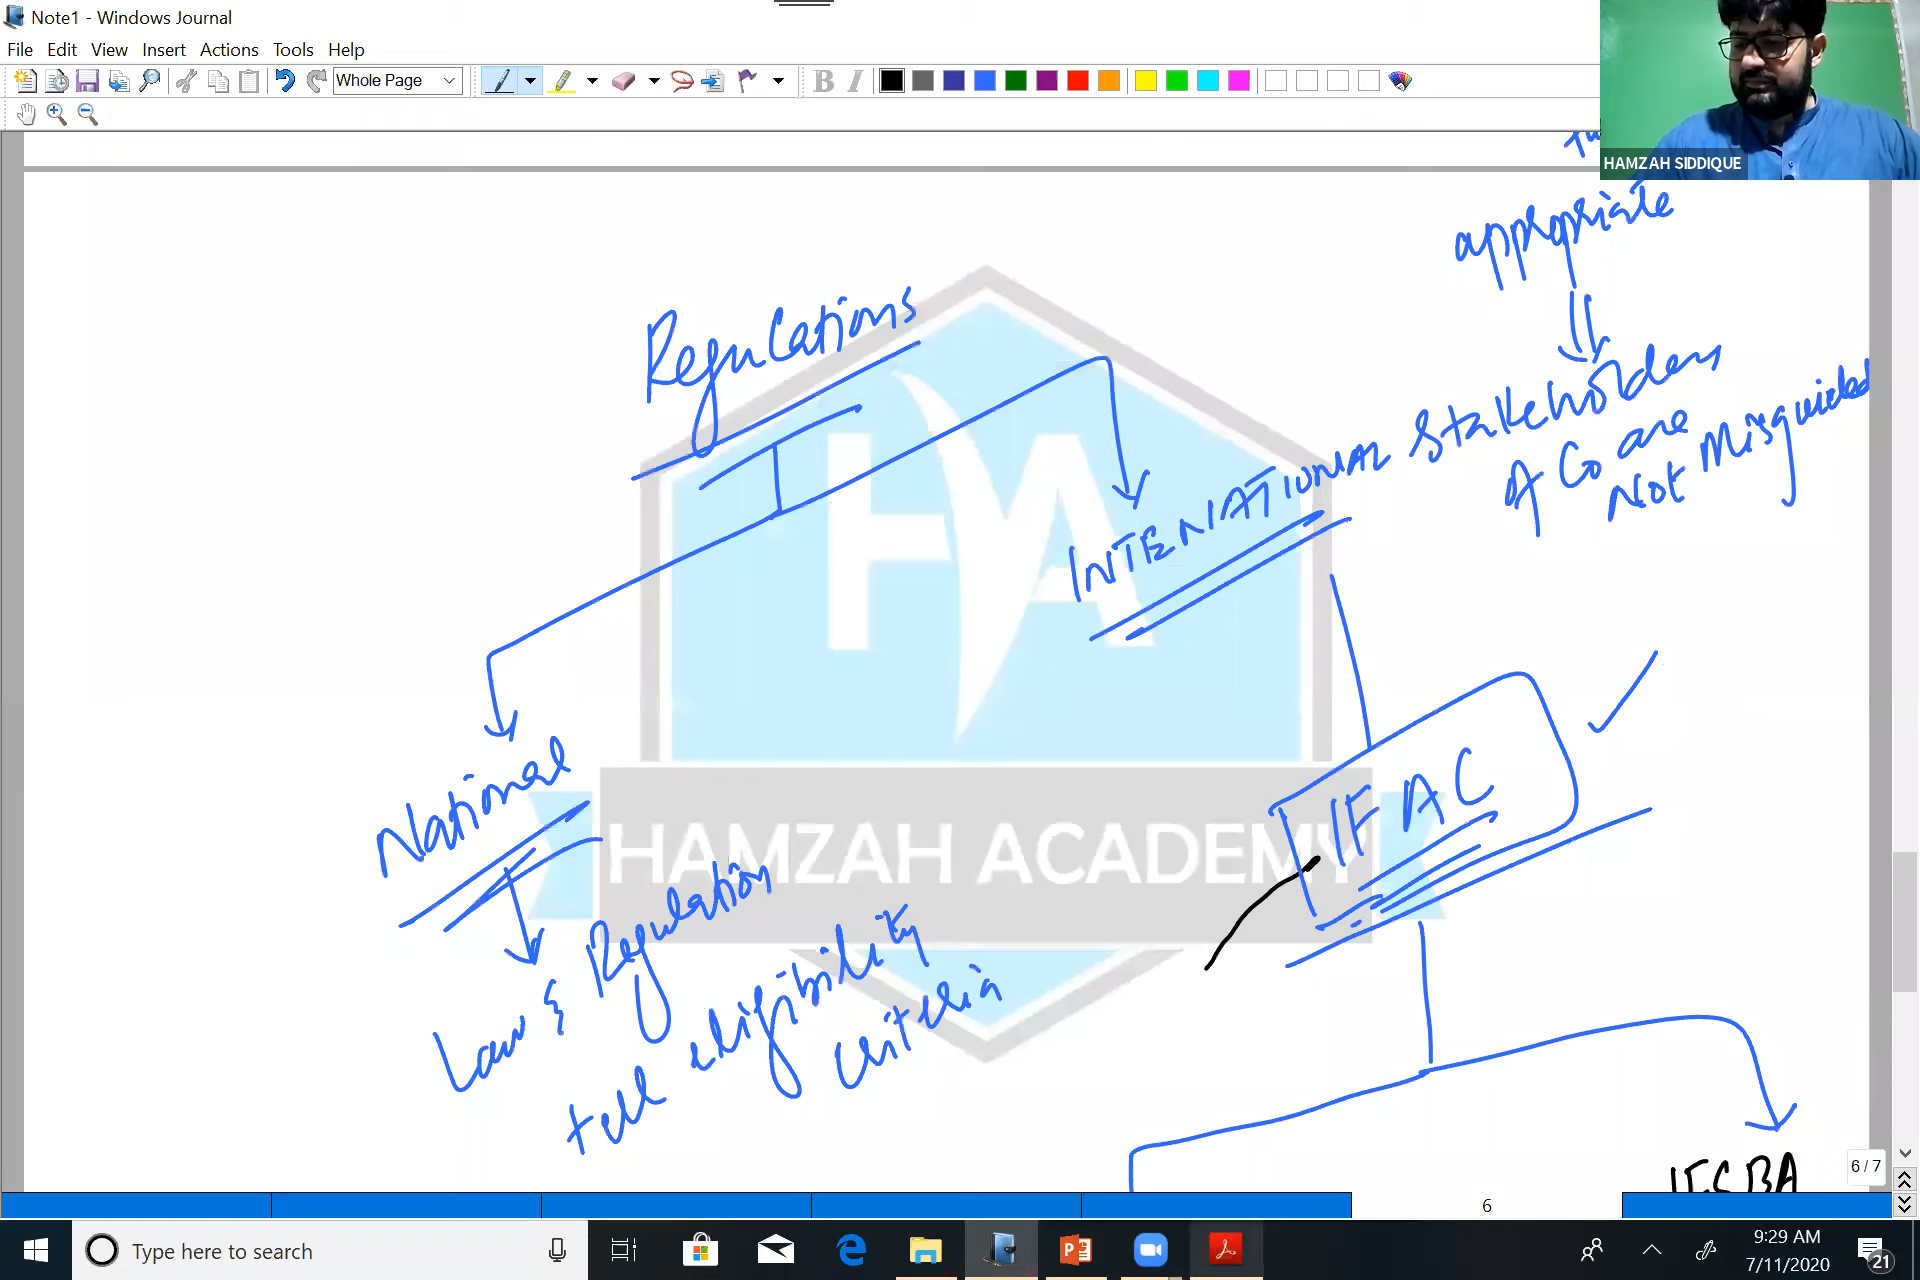 Note1 - Windows Journal
File Edit View Insert Actions Tools Help
Whole Page
HAMZAH SIDDIQUE
appropriate
Regulations
Stakeholders
of Co are
Not Misguided
INTENATIONAL
HA
National
IFAC
HAMZAH ACADEMY
Law & Regulation
tell eligibility
criteria
IESBA
6 / 7
6
Type here to search
9:29 AM
7/11/2020
21